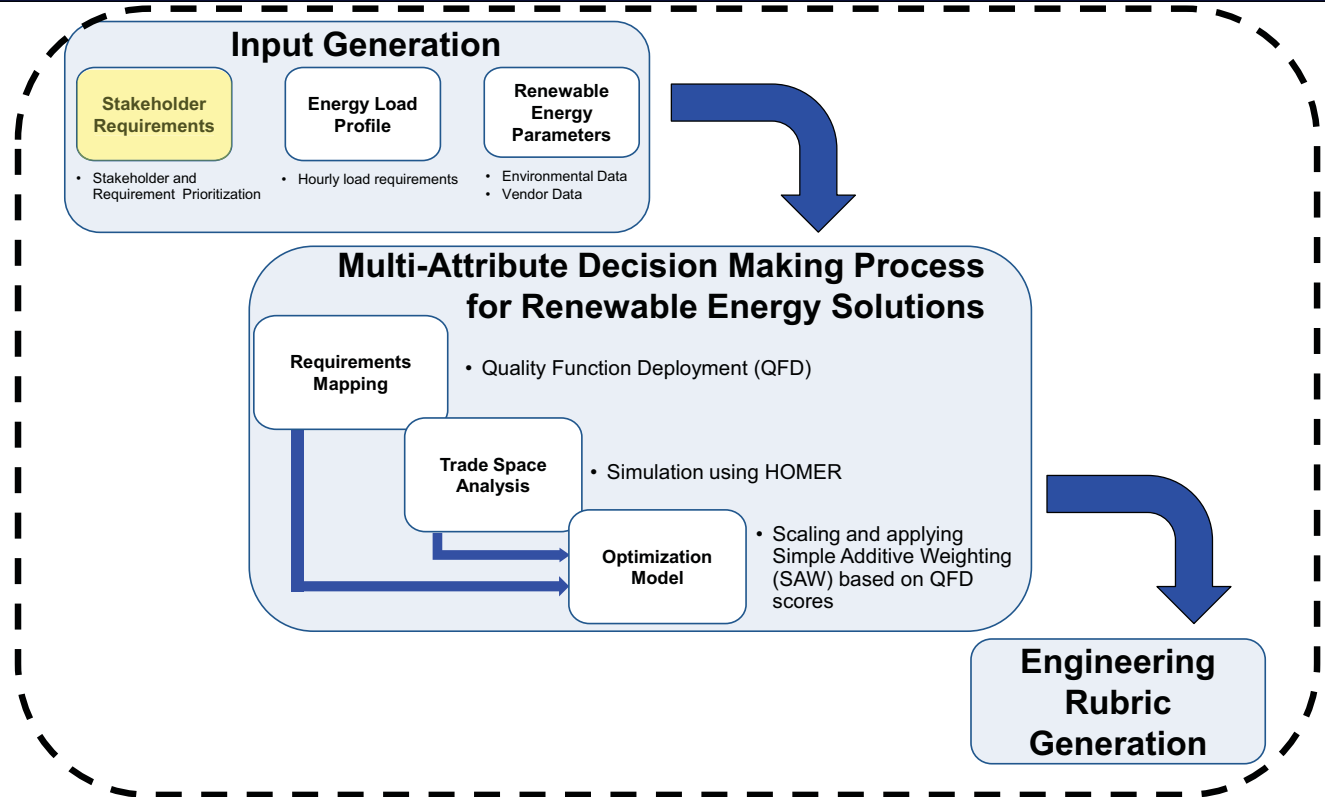 Input Generation
Stakeholder
Requirements
• Stakeholder and
Requirement Prioritization
Energy Load
Profile
• Hourly load requirements
Renewable
Energy
Parameters
• Environmental Data
• Vendor Data
Multi-Attribute Decision Making Process
for Renewable Energy Solutions
Requirements
Mapping
• Quality Function Deployment (QFD)
Trade Space
Analysis
• Simulation using HOMER
Optimization
Model
• Scaling and applying
Simple Additive Weighting
(SAW) based on QFD
scores
Engineering
Rubric
Generation